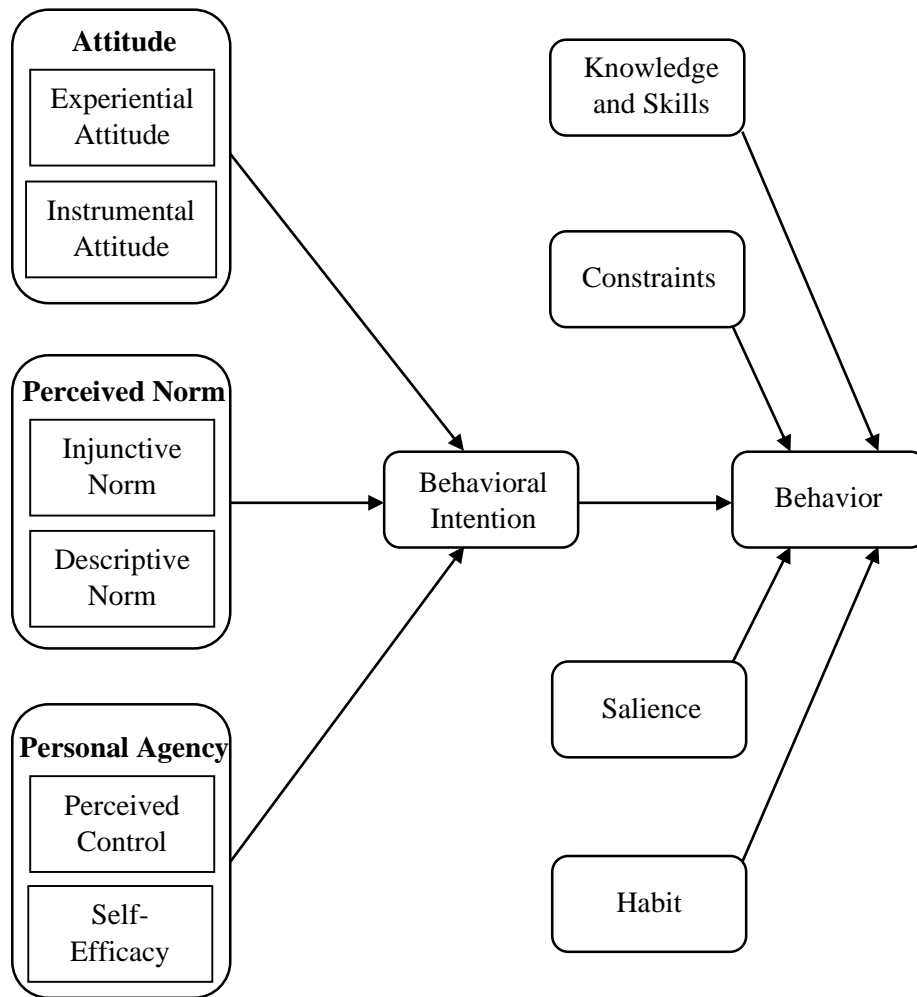 Attitude
Experiential
Attitude
Instrumental
Attitude
Perceived Norm
Injunctive
Norm
Descriptive
Norm
Personal Agency
Perceived
Control
Self-
Efficacy
Behavioral
Intention
Knowledge
and Skills
Constraints
Behavior
Salience
Habit